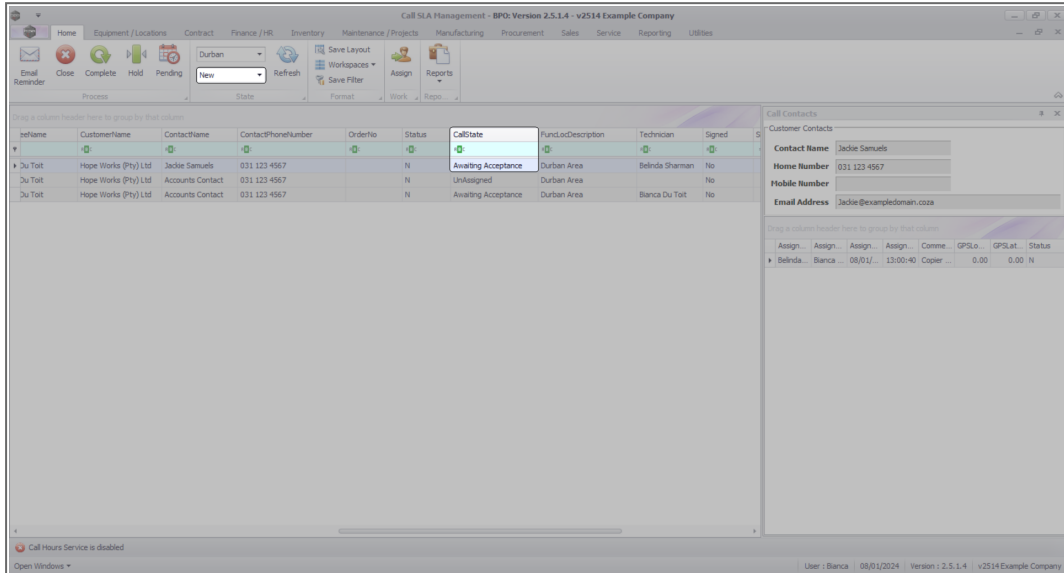 Call SLA Management - BPO: Version 2.5.1.4 - v2514 Example Company
Home Equipment / Locations Contract Finance / HR Inventory Maintenance / Projects Manufacturing Procurement Sales Service Reporting Utilities
Email Reminder Close Complete Hold Pending
Durban
New
Refresh
Save Layout
Workspaces
Save Filter
Assign
Reports
Process State Format Work Repo...
Drag a column header here to group by that column
eeName CustomerName ContactName ContactPhoneNumber OrderNo Status CallState FuncLocDescription Technician Signed S
Du Toit Hope Works (Pty) Ltd Jackie Samuels 031 123 4567 N Awaiting Acceptance Durban Area Belinda Sharman No
Du Toit Hope Works (Pty) Ltd Accounts Contact 031 123 4567 N UnAssigned Durban Area No
Du Toit Hope Works (Pty) Ltd Accounts Contact 031 123 4567 N Awaiting Acceptance Durban Area Bianca Du Toit No
Call Contacts
Customer Contacts
Contact Name Jackie Samuels
Home Number 031 123 4567
Mobile Number
Email Address Jackie@exampledomain.coza
Drag a column header here to group by that column
Assign... Assign... Assign... Assign... Comme... GPSLo... GPSLat... Status
Belinda... Bianca ... 08/01/... 13:00:40 Copier ... 0.00 0.00 N
Call Hours Service is disabled
Open Windows
User : Bianca 08/01/2024 Version : 2.5.1.4 v2514 Example Company